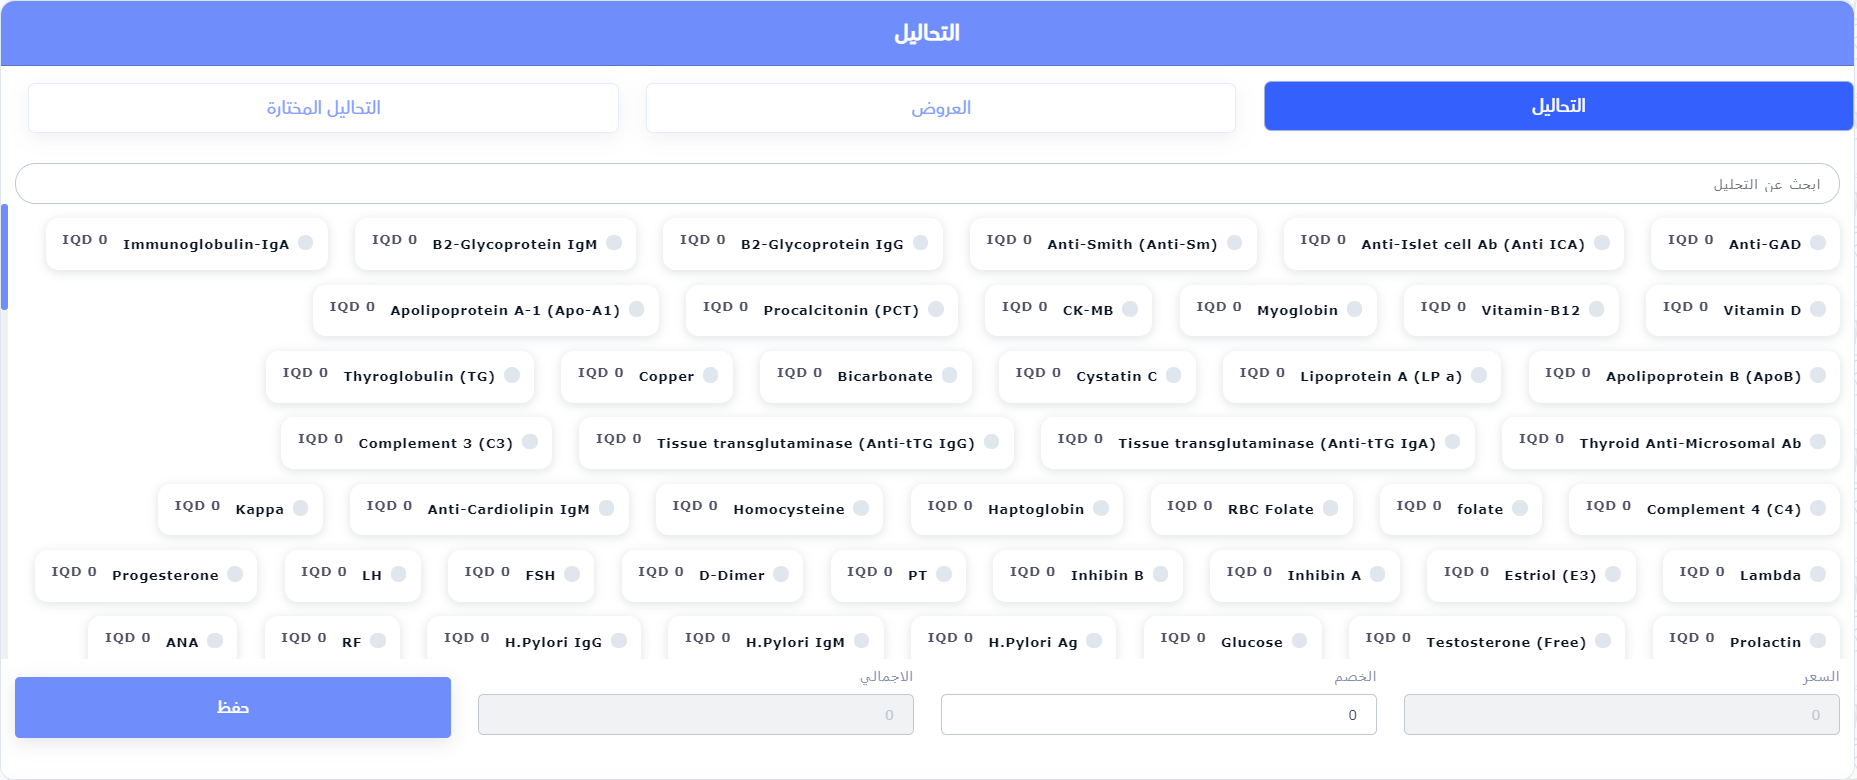 التحاليل
التحاليل العروض التحاليل المختارة
ابحث عن التحليل
Anti-GAD IQD 0 Anti-Islet cell Ab (Anti ICA) IQD 0 Anti-Smith (Anti-Sm) IQD 0 B2-Glycoprotein IgG IQD 0 B2-Glycoprotein IgM IQD 0 Immunoglobulin-IgA IQD 0
Vitamin D IQD 0 Vitamin-B12 IQD 0 Myoglobin IQD 0 CK-MB IQD 0 Procalcitonin (PCT) IQD 0 Apolipoprotein A-1 (Apo-A1) IQD 0
Apolipoprotein B (ApoB) IQD 0 Lipoprotein A (LP a) IQD 0 Cystatin C IQD 0 Bicarbonate IQD 0 Copper IQD 0 Thyroglobulin (TG) IQD 0
Thyroid Anti-Microsomal Ab IQD 0 Tissue transglutaminase (Anti-tTG IgA) IQD 0 Tissue transglutaminase (Anti-tTG IgG) IQD 0 Complement 3 (C3) IQD 0
Complement 4 (C4) IQD 0 folate IQD 0 RBC Folate IQD 0 Haptoglobin IQD 0 Homocysteine IQD 0 Anti-Cardiolipin IgM IQD 0 Kappa IQD 0
Lambda IQD 0 Estriol (E3) IQD 0 Inhibin A IQD 0 Inhibin B IQD 0 PT IQD 0 D-Dimer IQD 0 FSH IQD 0 LH IQD 0 Progesterone IQD 0
Prolactin IQD 0 Testosterone (Free) IQD 0 Glucose IQD 0 H.Pylori Ag IQD 0 H.Pylori IgM IQD 0 H.Pylori IgG IQD 0 RF IQD 0 ANA IQD 0
السعر الخصم الاجمالي
0 0 0 حفظ